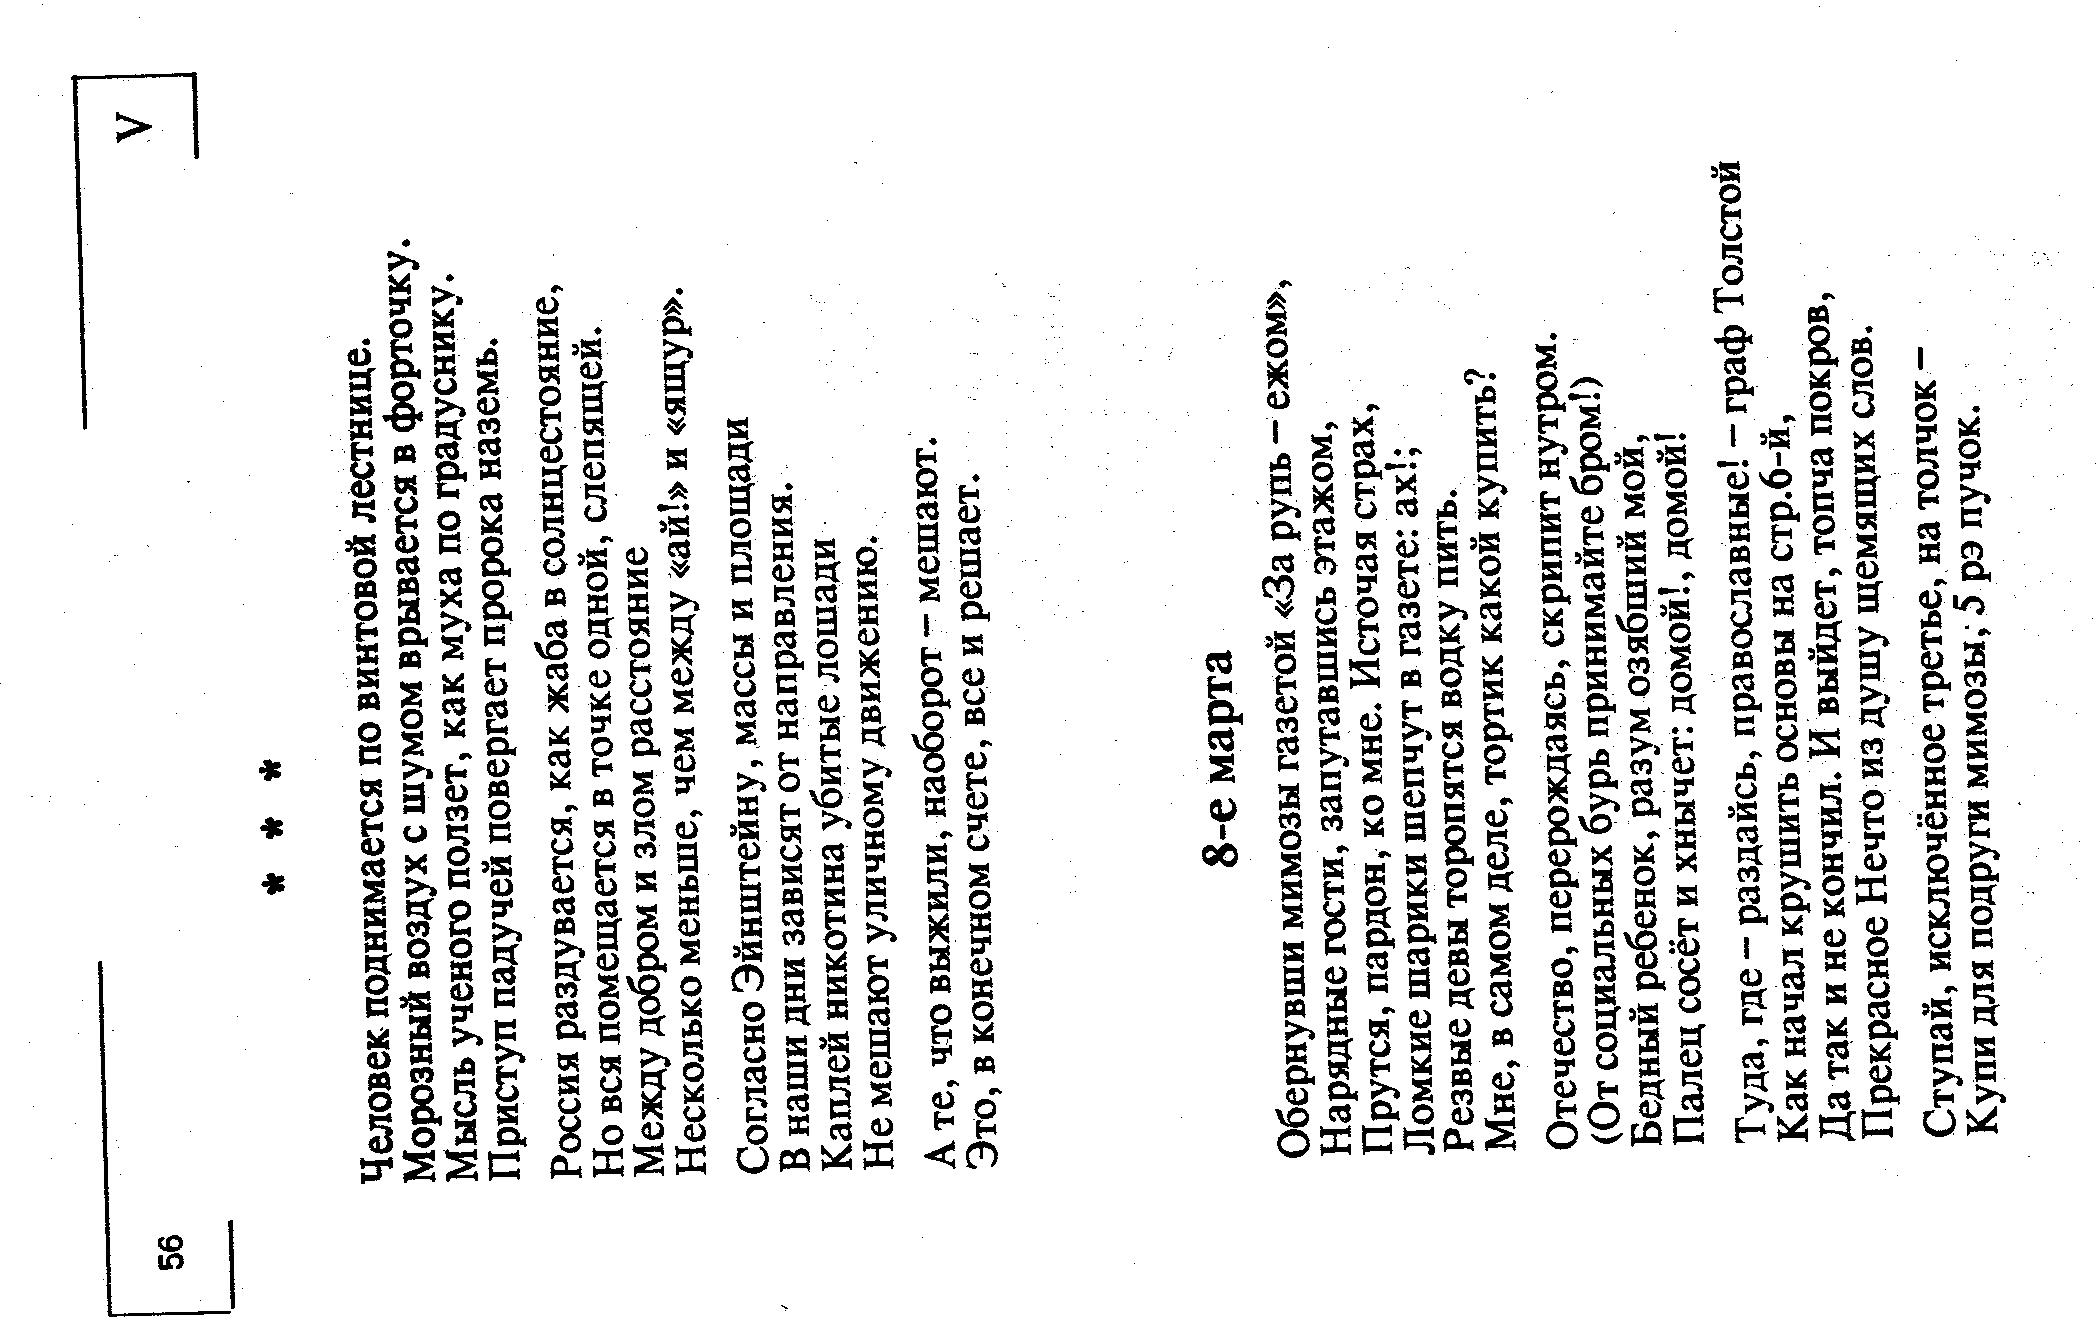 56
V
* * *
Человек поднимается по винтовой лестнице.
Морозный воздух с шумом врывается в форточку.
Мысль ученого ползет, как муха по градуснику.
Приступ падучей повергает пророка наземь.
Россия раздувается, как жаба в солнцестояние,
Но вся помещается в точке одной, слепящей.
Между добром и злом расстояние
Несколько меньше, чем между «ай!» и «ящур».
Согласно Эйнштейну, массы и площади
В наши дни зависят от направления.
Каплей никотина убитые лошади
Не мешают уличному движению.
А те, что выжили, наоборот – мешают.
Это, в конечном счете, все и решает.
8-е марта
Обернувши мимозы газетой «За рупь – ежом»,
Нарядные гости, запутавшись этажом,
Прутся, пардон, ко мне. Источая страх,
Ломкие шарики шепчут в газете: ах!;
Резвые девы торопятся водку пить.
Мне, в самом деле, тортик какой купить?
Отечество, перерождаясь, скрипит нутром.
(От социальных бурь принимайте бром!)
Бедный ребенок, разум озябший мой,
Палец сосёт и хнычет: домой!, домой!
Туда, где – раздайсь, православные! – граф Толстой
Как начал крушить основы на стр.6-й,
Да так и не кончил. И выйдет, топча покров,
Прекрасное Нечто из душу щемящих слов.
Ступай, исключённое третье, на толчок –
Купи для подруги мимозы, 5 рэ пучок.